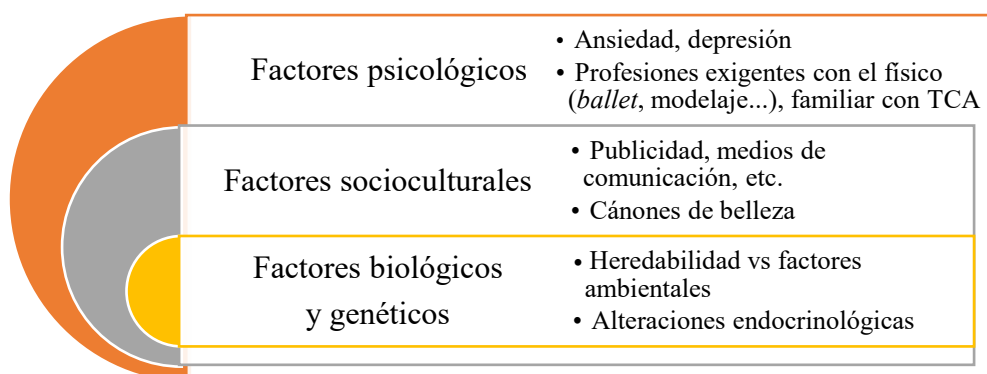 Factores psicológicos
• Ansiedad, depresión
• Profesiones exigentes con el físico
(ballet, modelaje...), familiar con TCA
Factores socioculturales
• Publicidad, medios de
comunicación, etc.
• Cánones de belleza
Factores biológicos
y genéticos
• Heredabilidad vs factores
ambientales
• Alteraciones endocrinológicas